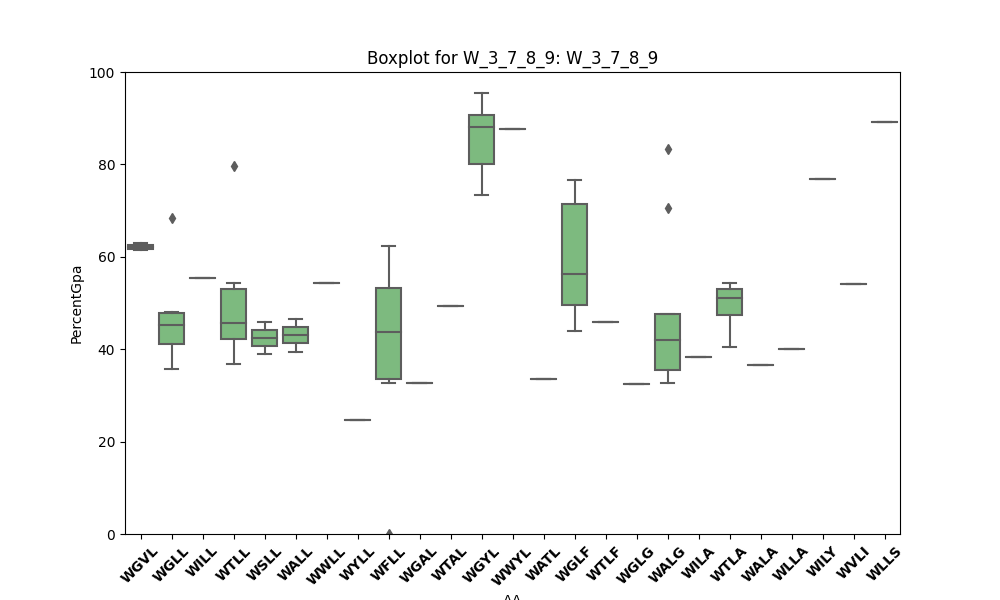 Boxplot for W_3_7_8_9: W_3_7_8_9
100
80
60
40
20
0
PercentGpa
WGVL
WGLL
WILL
WTLL
WSLL
WALL
WWLL
WYLL
WFLL
WGAL
WTAL
WGYL
WWYL
WATL
WGLF
WTLF
WGLG
WALG
WILA
WTLA
WALA
WLLA
WILY
WVLI
WLLS
AA